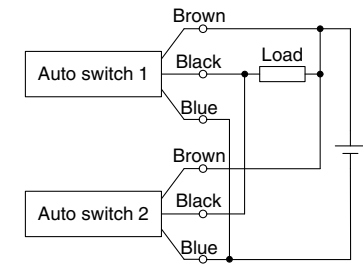 Brown
Auto switch 1
Black
Load
Blue
Brown
Auto switch 2
Black
Blue